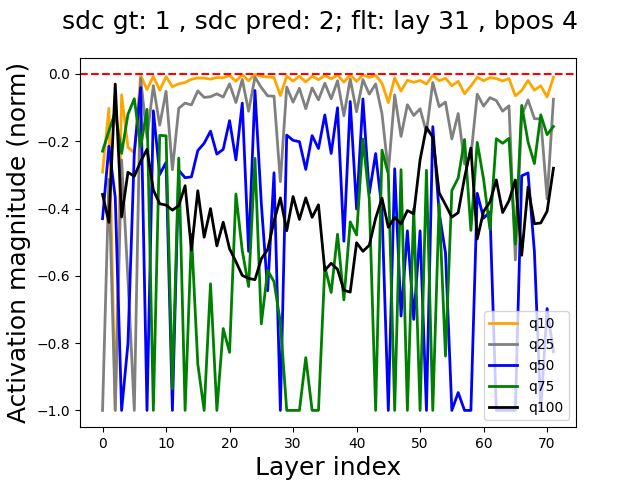 sdc gt: 1 , sdc pred: 2; flt: lay 31 , bpos 4
Activation magnitude (norm)
0.0
−0.2
−0.4
−0.6
−0.8
−1.0
q10
q25
q50
q75
q100
0 10 20 30 40 50 60 70
Layer index